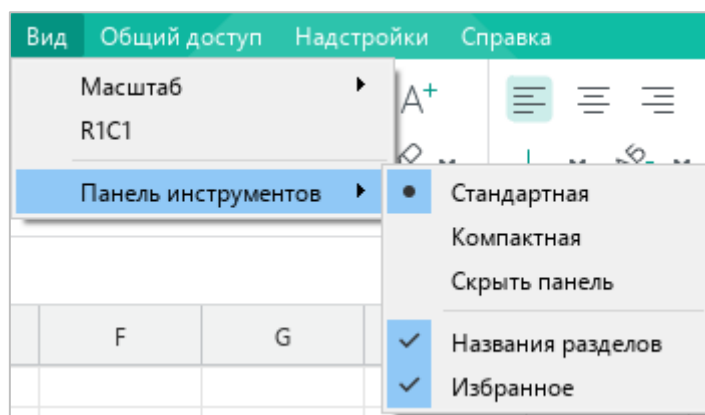 Вид Общий доступ Надстройки Справка
Масштаб
R1C1
A+
Панель инструментов
Стандартная
Компактная
Скрыть панель
F G
Названия разделов
Избранное